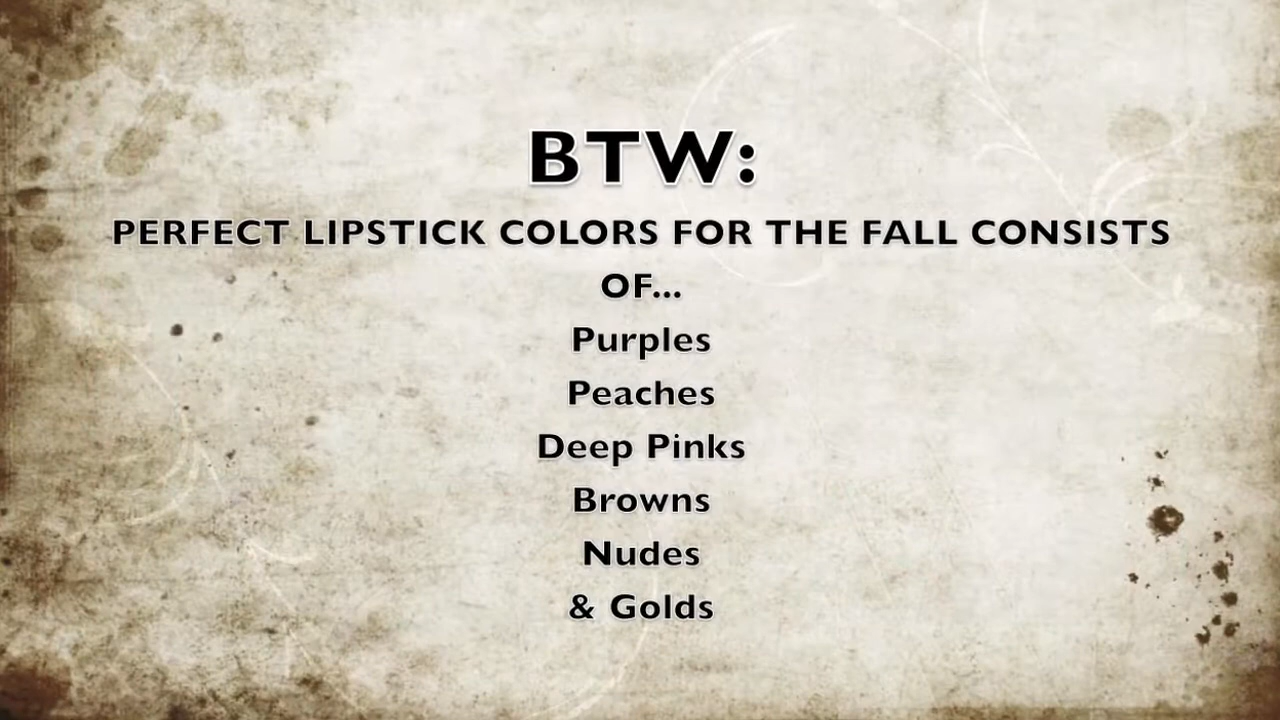 BTW:
PERFECT LIPSTICK COLORS FOR THE FALL CONSISTS
OF...
Purples
Peaches
Deep Pinks
Browns
Nudes
& Golds